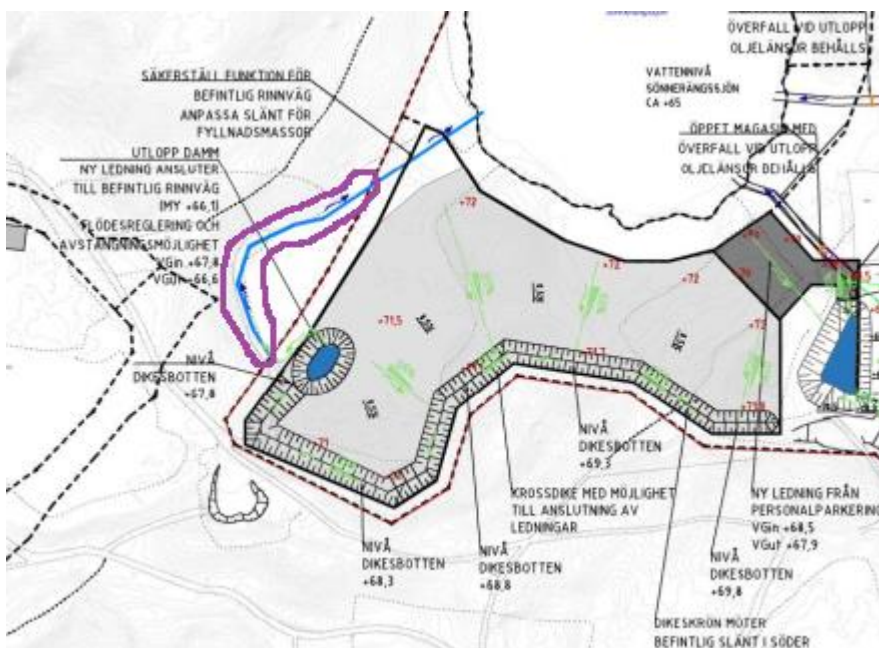 ÖVERFALL VID UTLOPP
OLJELÄNSOR BEHÅLLS
VATTENNIVÅ
SÖNNERÄNGSSJÖN
CA +65
SÄKERSTÄLL FUNKTION FÖR
BEFINTLIG RINNVÄG
ANPASSA SLÄNT FÖR
FYLLNADSMASSOR
ÖPPET MAGASIN MED
ÖVERFALL VID UTLOPP
OLJELÄNSOR BEHÅLLS
UTLOPP DAMM
NY LEDNING ANSLUTER
TILL BEFINTLIG RINNVÄG
(MY +66,1)
FLÖDESREGLERING OCH
AVSTÄNGNINGSMÖJLIGHET
VGin +67,8
VGut +66,6
+72
+72
+72
+71,5
+72
NIVÅ
DIKESBOTTEN
+67,8
NIVÅ
DIKESBOTTEN
+69,3
KROSSDIKE MED MÖJLIGHET
TILL ANSLUTNING AV
LEDNINGAR
NY LEDNING FRÅN
PERSONALPARKERING
VGin +68,5
VGut +67,9
NIVÅ
DIKESBOTTEN
+68,3
NIVÅ
DIKESBOTTEN
+68,8
NIVÅ
DIKESBOTTEN
+69,8
DIKESKRÖN MÖTER
BEFINTLIG SLÄNT I SÖDER